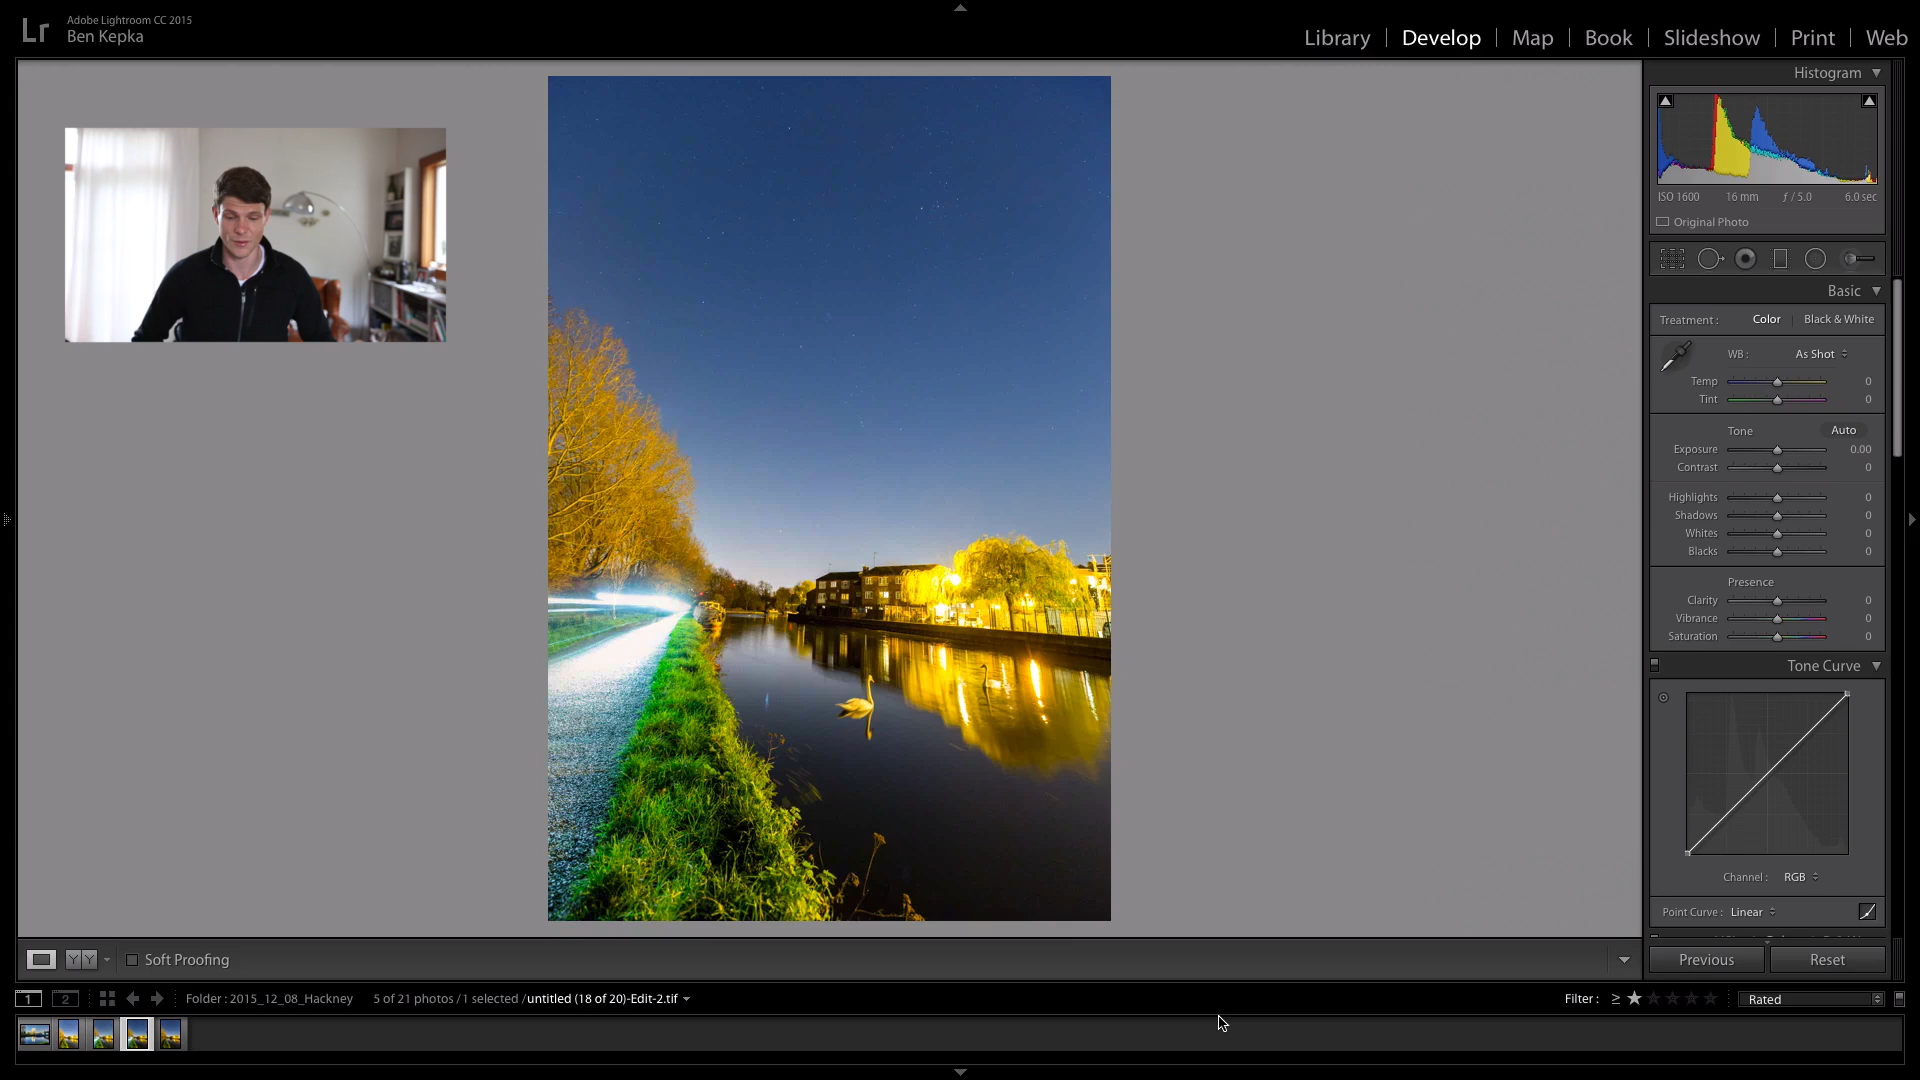 Lr
Adobe Lightroom CC 2015
Ben Kepka
Library | Develop | Map | Book | Slideshow | Print | Web
Histogram
ISO 1600 16 mm ƒ / 5.0 6.0 sec
Original Photo
Basic
Treatment : Color Black & White
WB : As Shot
Temp 0
Tint 0
Tone Auto
Exposure 0.00
Contrast 0
Highlights 0
Shadows 0
Whites 0
Blacks 0
Presence
Clarity 0
Vibrance 0
Saturation 0
Tone Curve
Channel : RGB
Point Curve : Linear
YY Soft Proofing
Previous Reset
1 2 Folder : 2015_12_08_Hackney 5 of 21 photos / 1 selected / untitled (18 of 20)-Edit-2.tif Filter : ≥ Rated